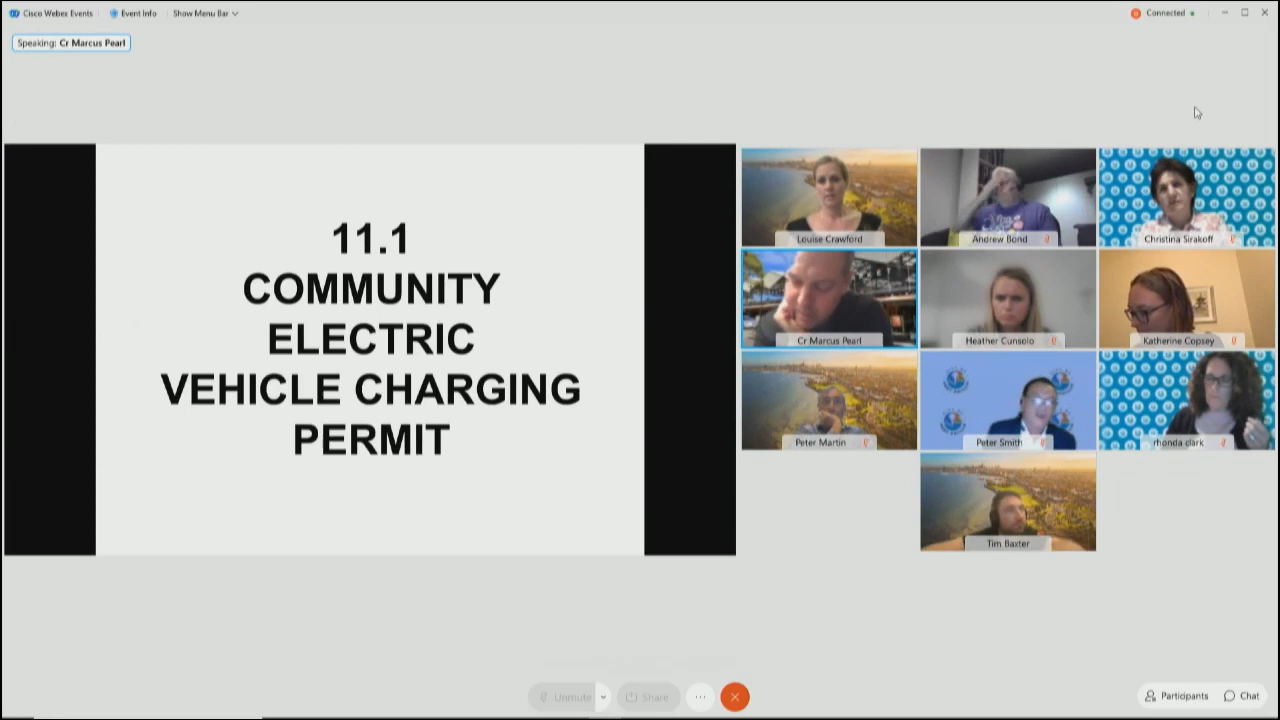 Cisco Webex Events
Event Info
Show Menu Bar
Connected
Speaking: Cr Marcus Pearl
11.1
COMMUNITY
ELECTRIC
VEHICLE CHARGING
PERMIT
Louise Crawford
Andrew Bond
Christina Sirakoff
Cr Marcus Pearl
Heather Cunsolo
Katherine Copsey
Peter Martin
Peter Smith
rhonda clark
Tim Baxter
Unmute
Share
Participants
Chat